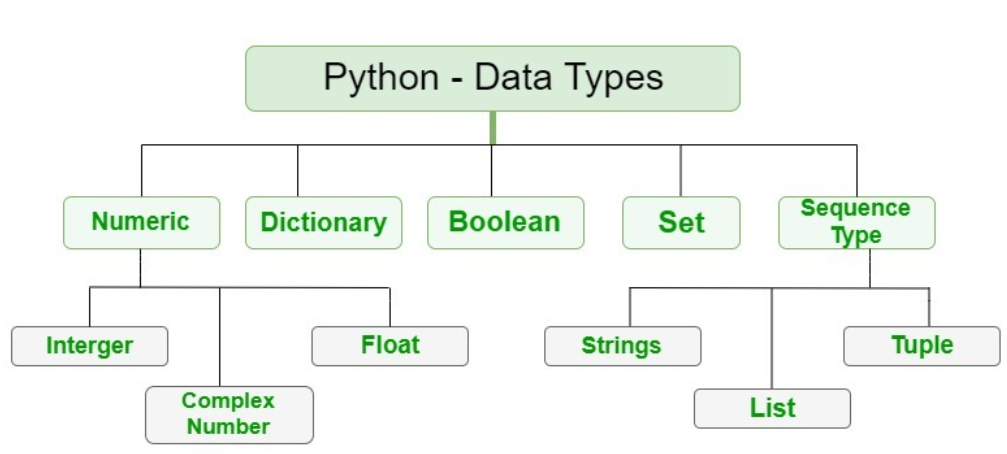 Python - Data Types
Numeric
Dictionary
Boolean
Set
Sequence
Type
Interger
Float
Strings
Tuple
Complex
Number
List